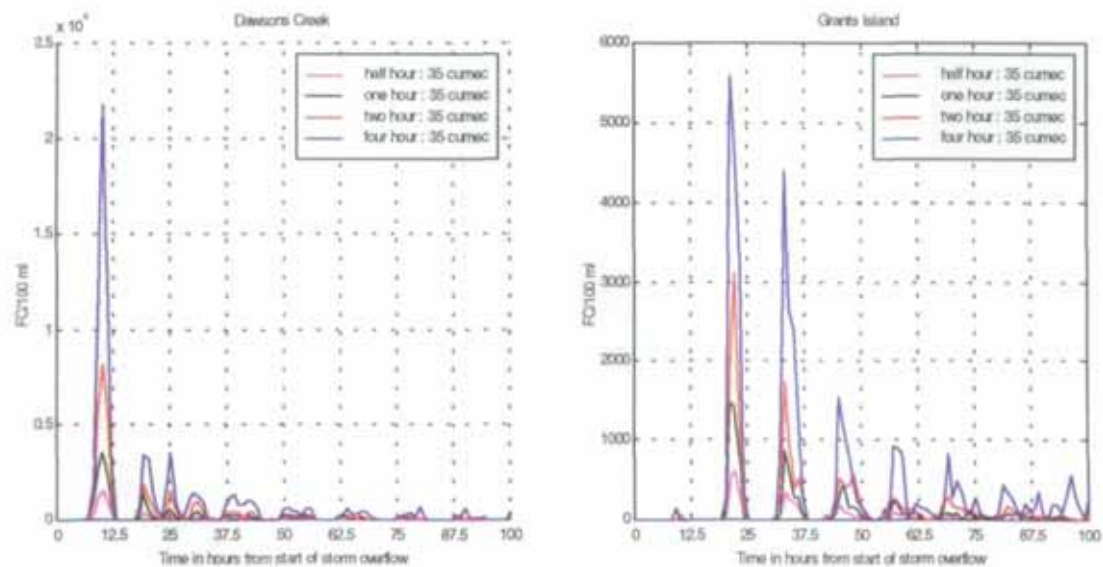 Dawsons Creek
x 10⁴
2.5
2
1.5
1
0.5
0
FC/100 ml
half hour : 35 cumec
one hour : 35 cumec
two hour : 35 cumec
four hour : 35 cumec
0 12.5 25 37.5 50 62.5 75 87.5 100
Time in hours from start of storm overflow
Grants Island
6000
5000
4000
3000
2000
1000
0
FC/100 ml
half hour : 35 cumec
one hour : 35 cumec
two hour : 35 cumec
four hour : 35 cumec
0 12.5 25 37.5 50 62.5 75 87.5 100
Time in hours from start of storm overflow